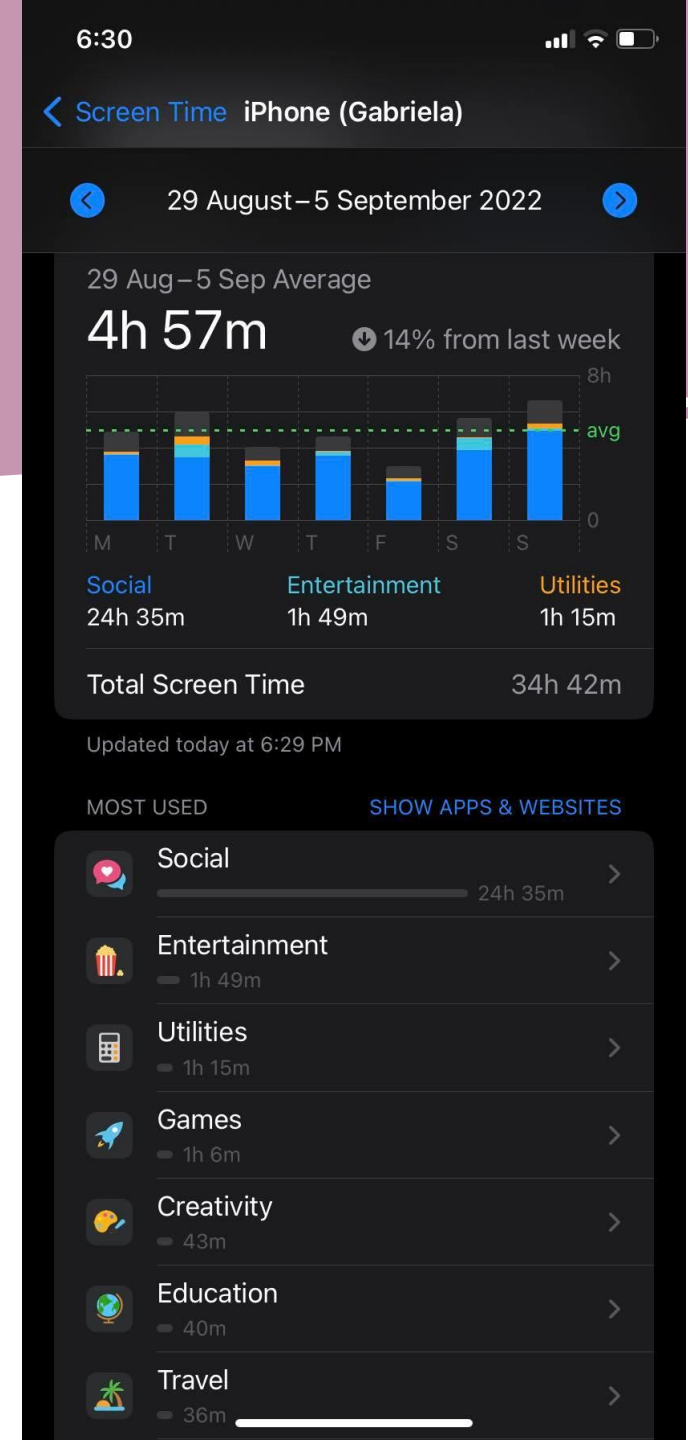 6:30
Screen Time iPhone (Gabriela)
29 August – 5 September 2022
29 Aug – 5 Sep Average
4h 57m 14% from last week
8h
avg
0
M T W T F S S
Social Entertainment Utilities
24h 35m 1h 49m 1h 15m
Total Screen Time 34h 42m
Updated today at 6:29 PM
MOST USED SHOW APPS & WEBSITES
Social
24h 35m
Entertainment
1h 49m
Utilities
1h 15m
Games
1h 6m
Creativity
43m
Education
40m
Travel
36m